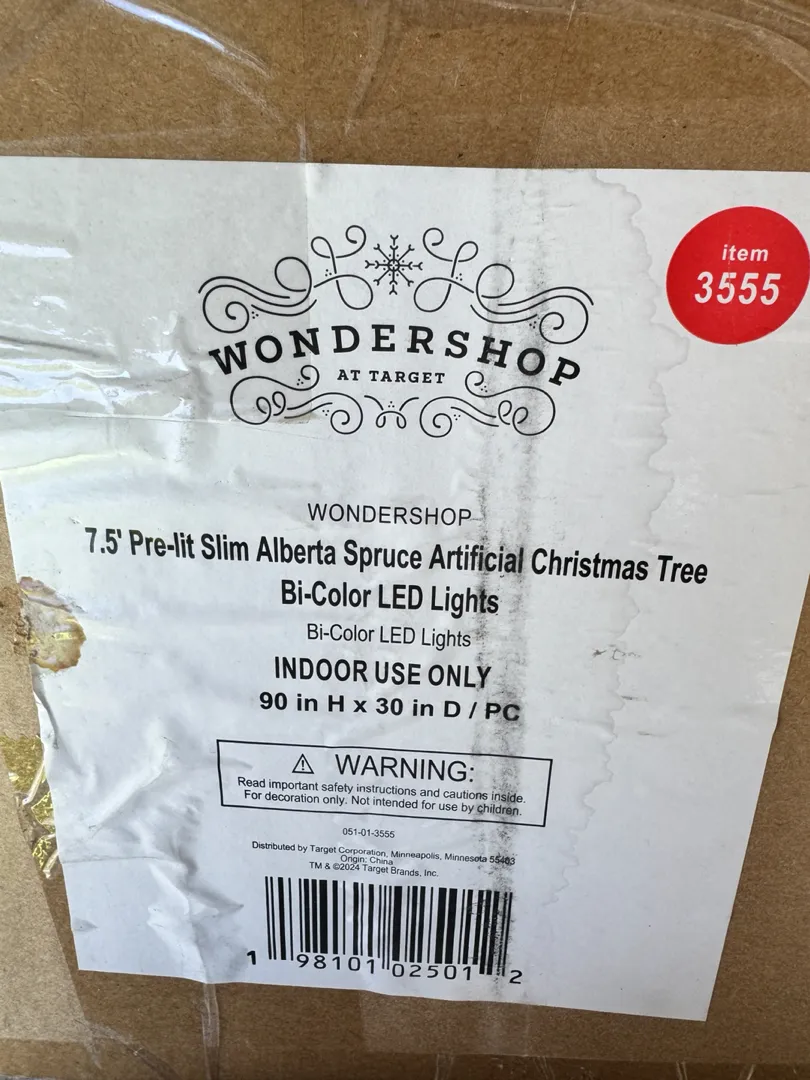 item
3555
WONDERSHOP
AT TARGET
WONDERSHOP
7.5' Pre-lit Slim Alberta Spruce Artificial Christmas Tree
Bi-Color LED Lights
Bi-Color LED Lights
INDOOR USE ONLY
90 in H x 30 in D / PC
⚠ WARNING:
Read important safety instructions and cautions inside.
For decoration only. Not intended for use by children.
051-01-3555
Distributed by Target Corporation, Minneapolis, Minnesota 55403
Origin: China
TM & ©2024 Target Brands, Inc.
1 98101 02501 2